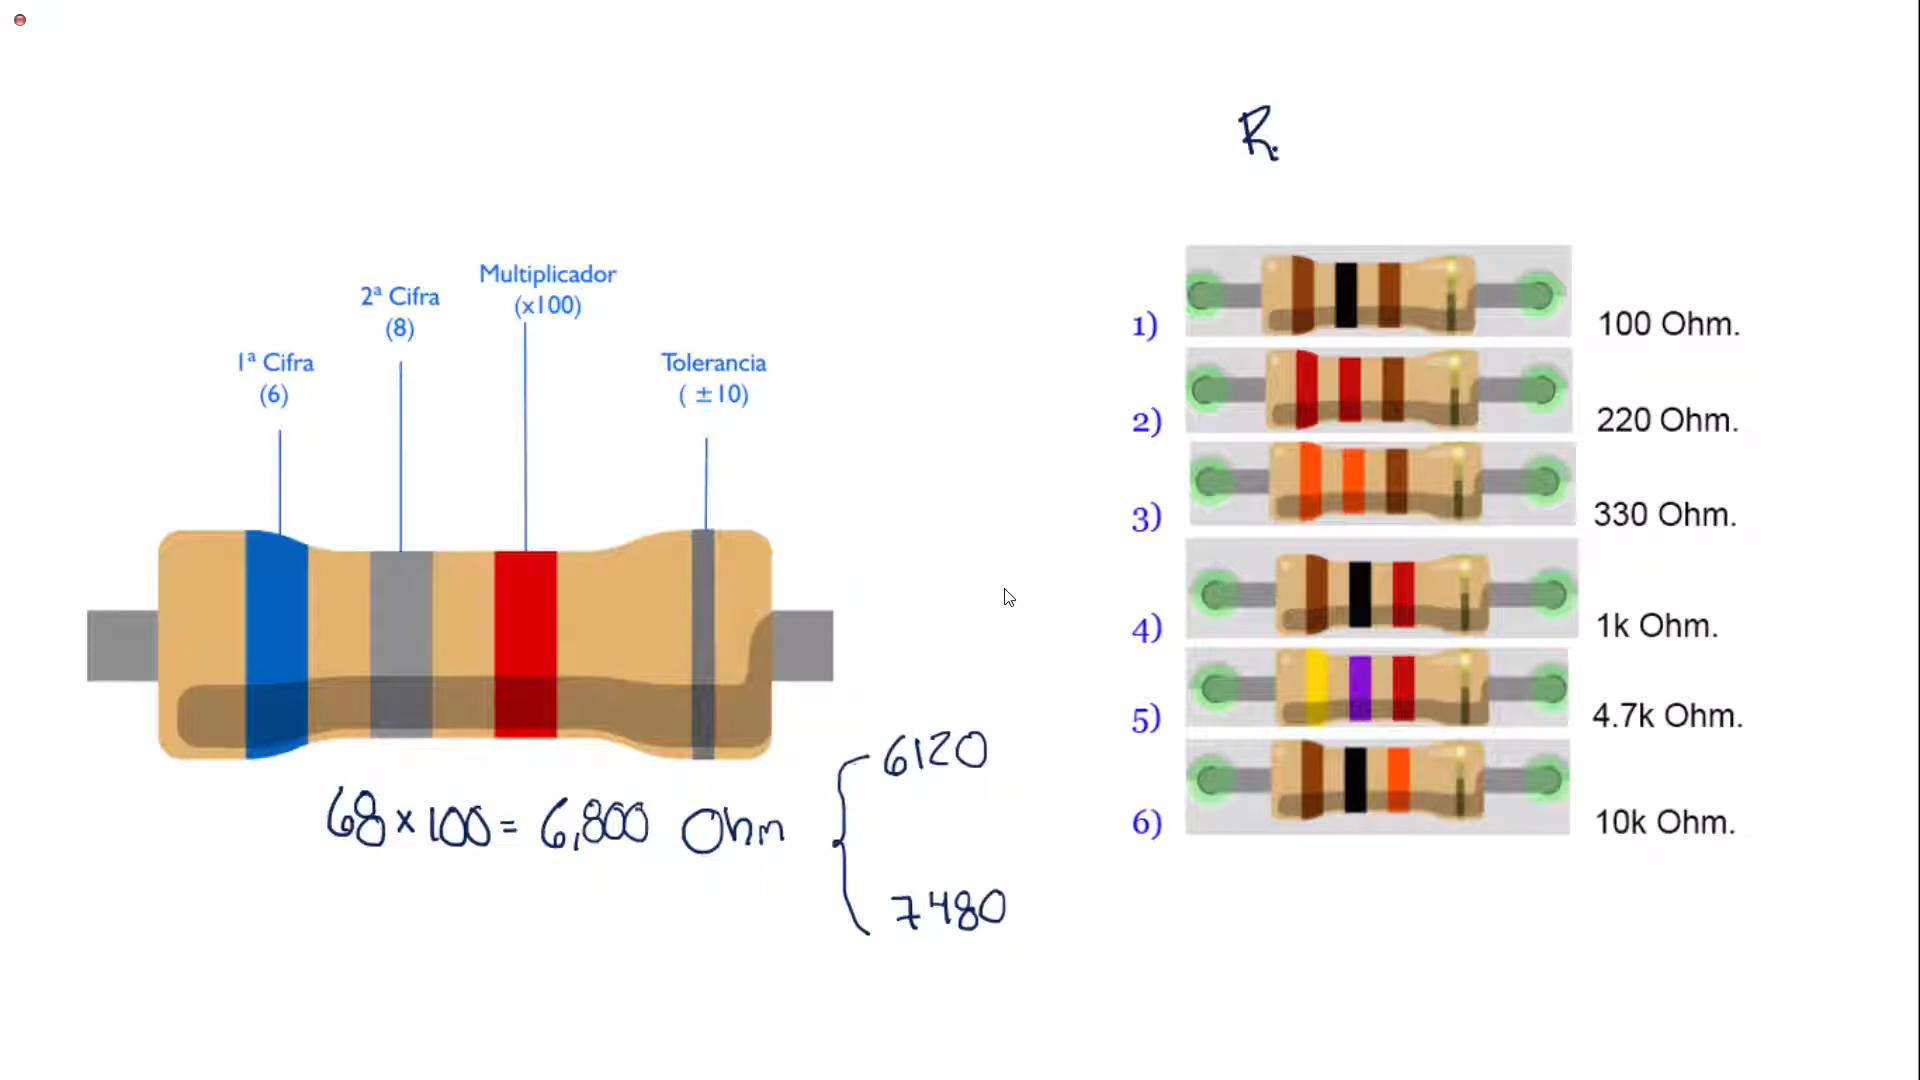 R.
Multiplicador
(x100)
2ª Cifra
(8)
1ª Cifra
(6)
Tolerancia
( ±10)
68 x 100 = 6,800 Ohm
6120
7480
1) 100 Ohm.
2) 220 Ohm.
3) 330 Ohm.
4) 1k Ohm.
5) 4.7k Ohm.
6) 10k Ohm.